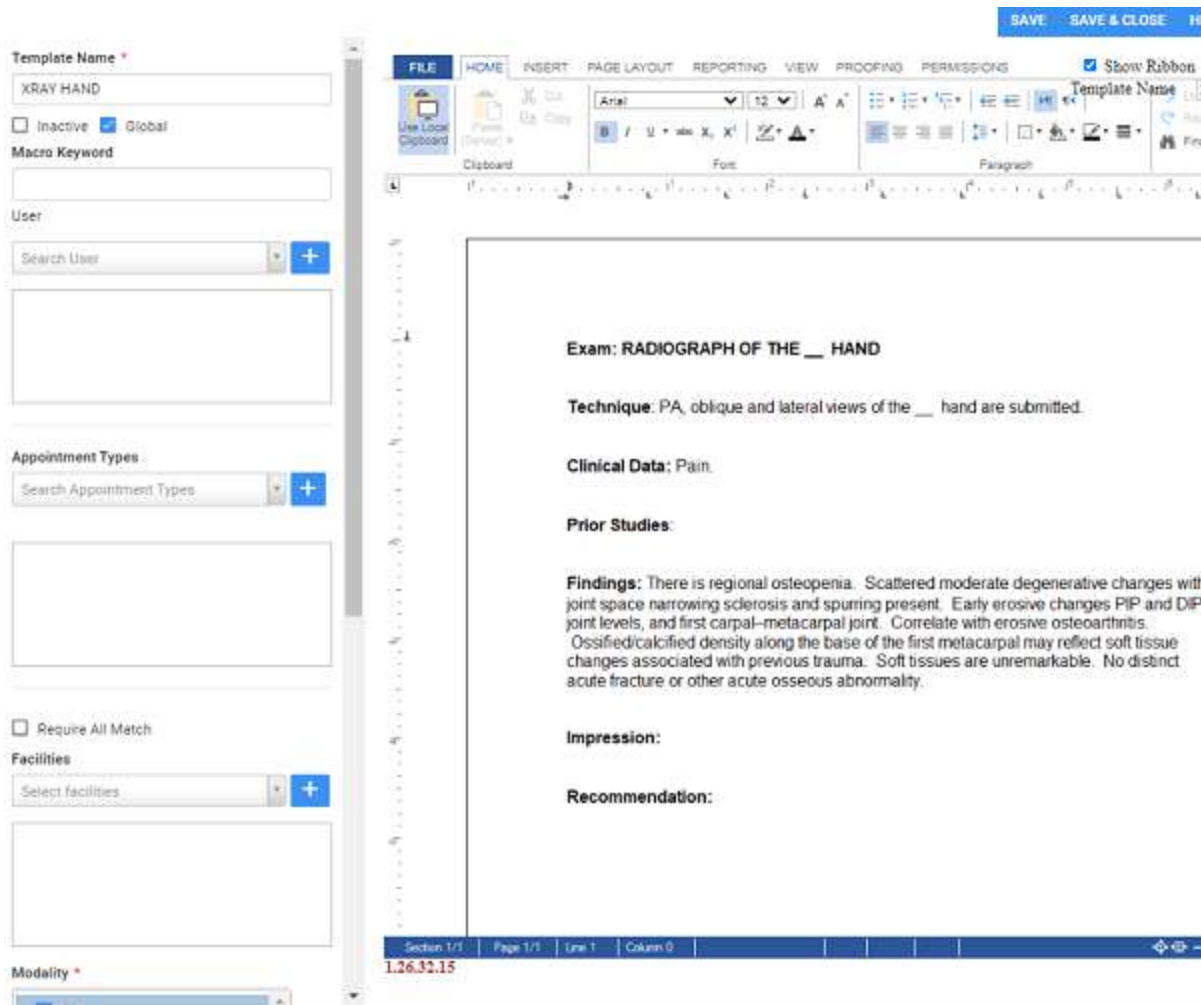 SAVE SAVE & CLOSE
Template Name *
XRAY HAND
Inactive Global
Macro Keyword
User
Search User
Appointment Types
Search Appointment Types
Require All Match
Facilities
Select facilities
Modality *
FILE HOME INSERT PAGE LAYOUT REPORTING VIEW PROOFING PERMISSIONS Show Ribbon
Template Name
Use Local Clipboard
Cut
Copy
Paste
Arial 12
Clipboard Font Paragraph
Exam: RADIOGRAPH OF THE __ HAND
Technique: PA, oblique and lateral views of the __ hand are submitted.
Clinical Data: Pain.
Prior Studies:
Findings: There is regional osteopenia. Scattered moderate degenerative changes with
joint space narrowing sclerosis and spurring present. Early erosive changes PIP and DIP
joint levels, and first carpal–metacarpal joint. Correlate with erosive osteoarthritis.
Ossified/calcified density along the base of the first metacarpal may reflect soft tissue
changes associated with previous trauma. Soft tissues are unremarkable. No distinct
acute fracture or other acute osseous abnormality.
Impression:
Recommendation:
Section 1/1 Page 1/1 Line 1 Column 0
1.26.32.15